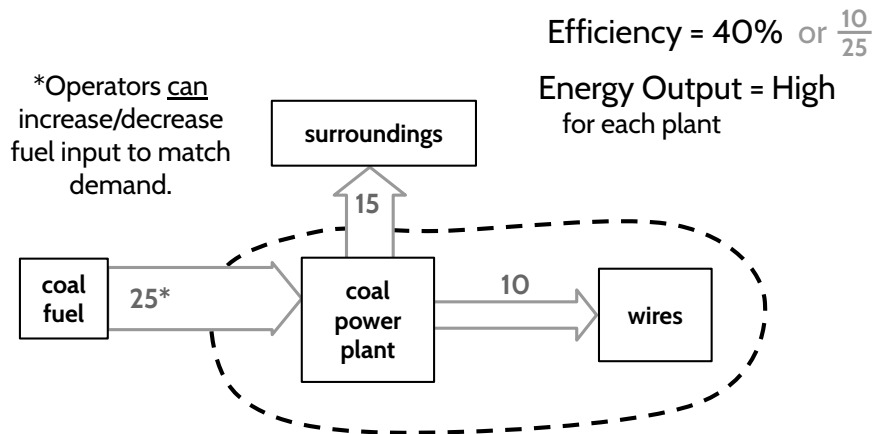 Efficiency = 40% or 10/25
*Operators can
increase/decrease
fuel input to match
demand.
Energy Output = High
for each plant
surroundings
15
coal
fuel
25*
coal
power
plant
10
wires